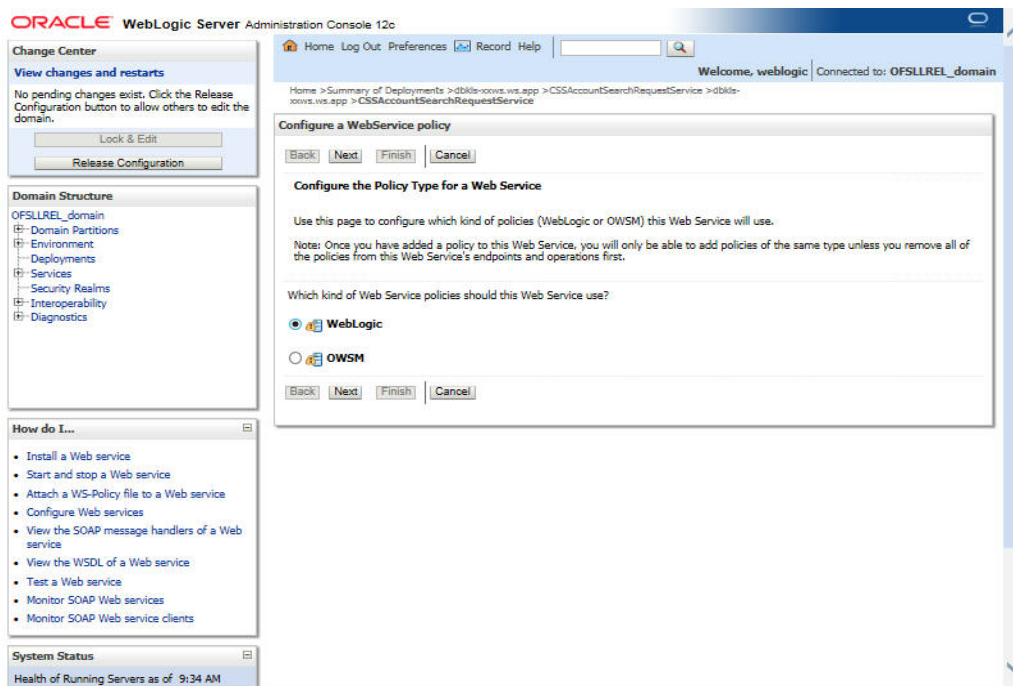 ORACLE WebLogic Server Administration Console 12c
Change Center
View changes and restarts
No pending changes exist. Click the Release
Configuration button to allow others to edit the
domain.
Lock & Edit
Release Configuration
Domain Structure
OFSLLREL_domain
Domain Partitions
Environment
Deployments
Services
Security Realms
Interoperability
Diagnostics
How do I...
Install a Web service
Start and stop a Web service
Attach a WS-Policy file to a Web service
Configure Web services
View the SOAP message handlers of a Web
service
View the WSDL of a Web service
Test a Web service
Monitor SOAP Web services
Monitor SOAP Web service clients
System Status
Health of Running Servers as of 9:34 AM
Home Log Out Preferences Record Help
Welcome, weblogic Connected to: OFSLLREL_domain
Home >Summary of Deployments >dbkls-xxws.ws.app >CSSAccountSearchRequestService >dbkls-
xxws.ws.app >CSSAccountSearchRequestService
Configure a WebService policy
Back Next Finish Cancel
Configure the Policy Type for a Web Service
Use this page to configure which kind of policies (WebLogic or OWSM) this Web Service will use.
Note: Once you have added a policy to this Web Service, you will only be able to add policies of the same type unless you remove all of
the policies from this Web Service's endpoints and operations first.
Which kind of Web Service policies should this Web Service use?
WebLogic
OWSM
Back Next Finish Cancel